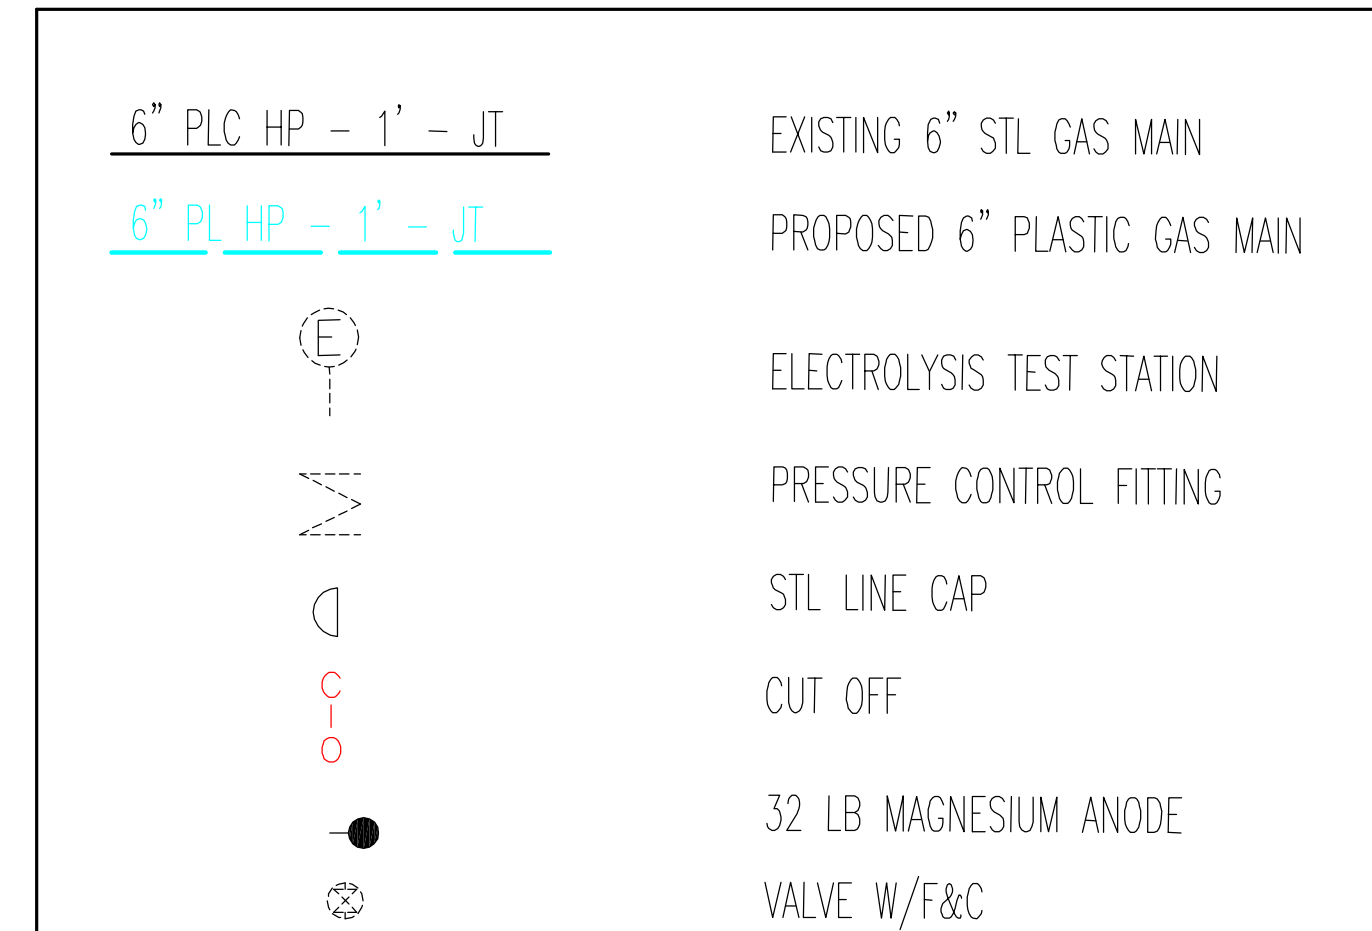 6” PLC HP – 1’ – JT EXISTING 6” STL GAS MAIN
6” PL HP – 1’ – JT PROPOSED 6” PLASTIC GAS MAIN
E ELECTROLYSIS TEST STATION
PRESSURE CONTROL FITTING
STL LINE CAP
C–O CUT OFF
32 LB MAGNESIUM ANODE
VALVE W/F&C